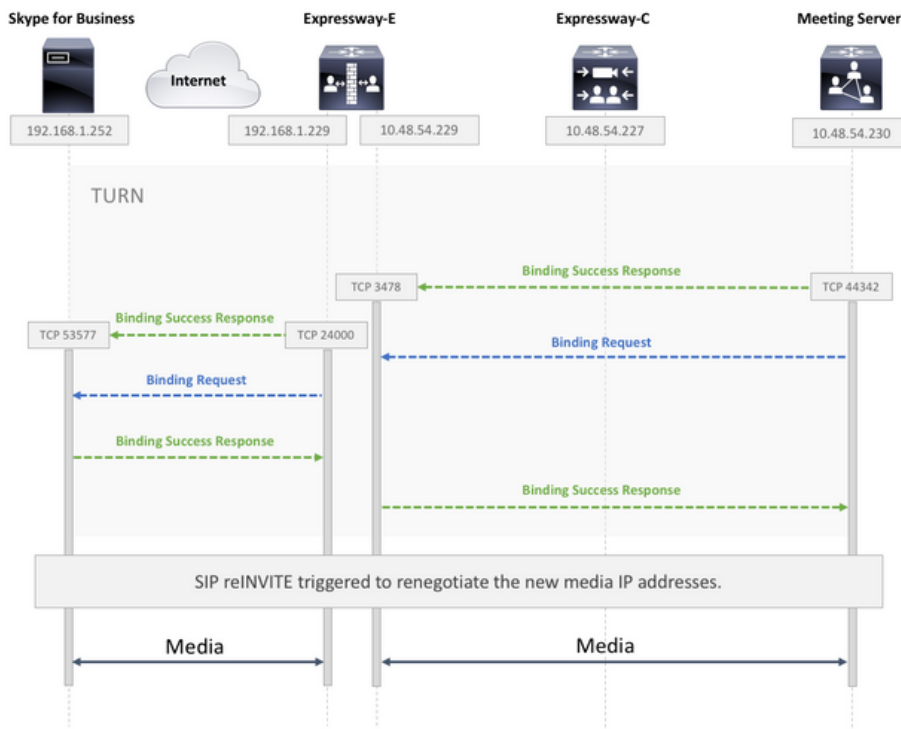 Skype for Business
Expressway-E
Expressway-C
Meeting Server
Internet
192.168.1.252
192.168.1.229
10.48.54.229
10.48.54.227
10.48.54.230
TURN
Binding Success Response
TCP 3478
TCP 44342
Binding Success Response
TCP 53577
TCP 24000
Binding Request
Binding Request
Binding Success Response
Binding Success Response
SIP reINVITE triggered to renegotiate the new media IP addresses.
Media
Media